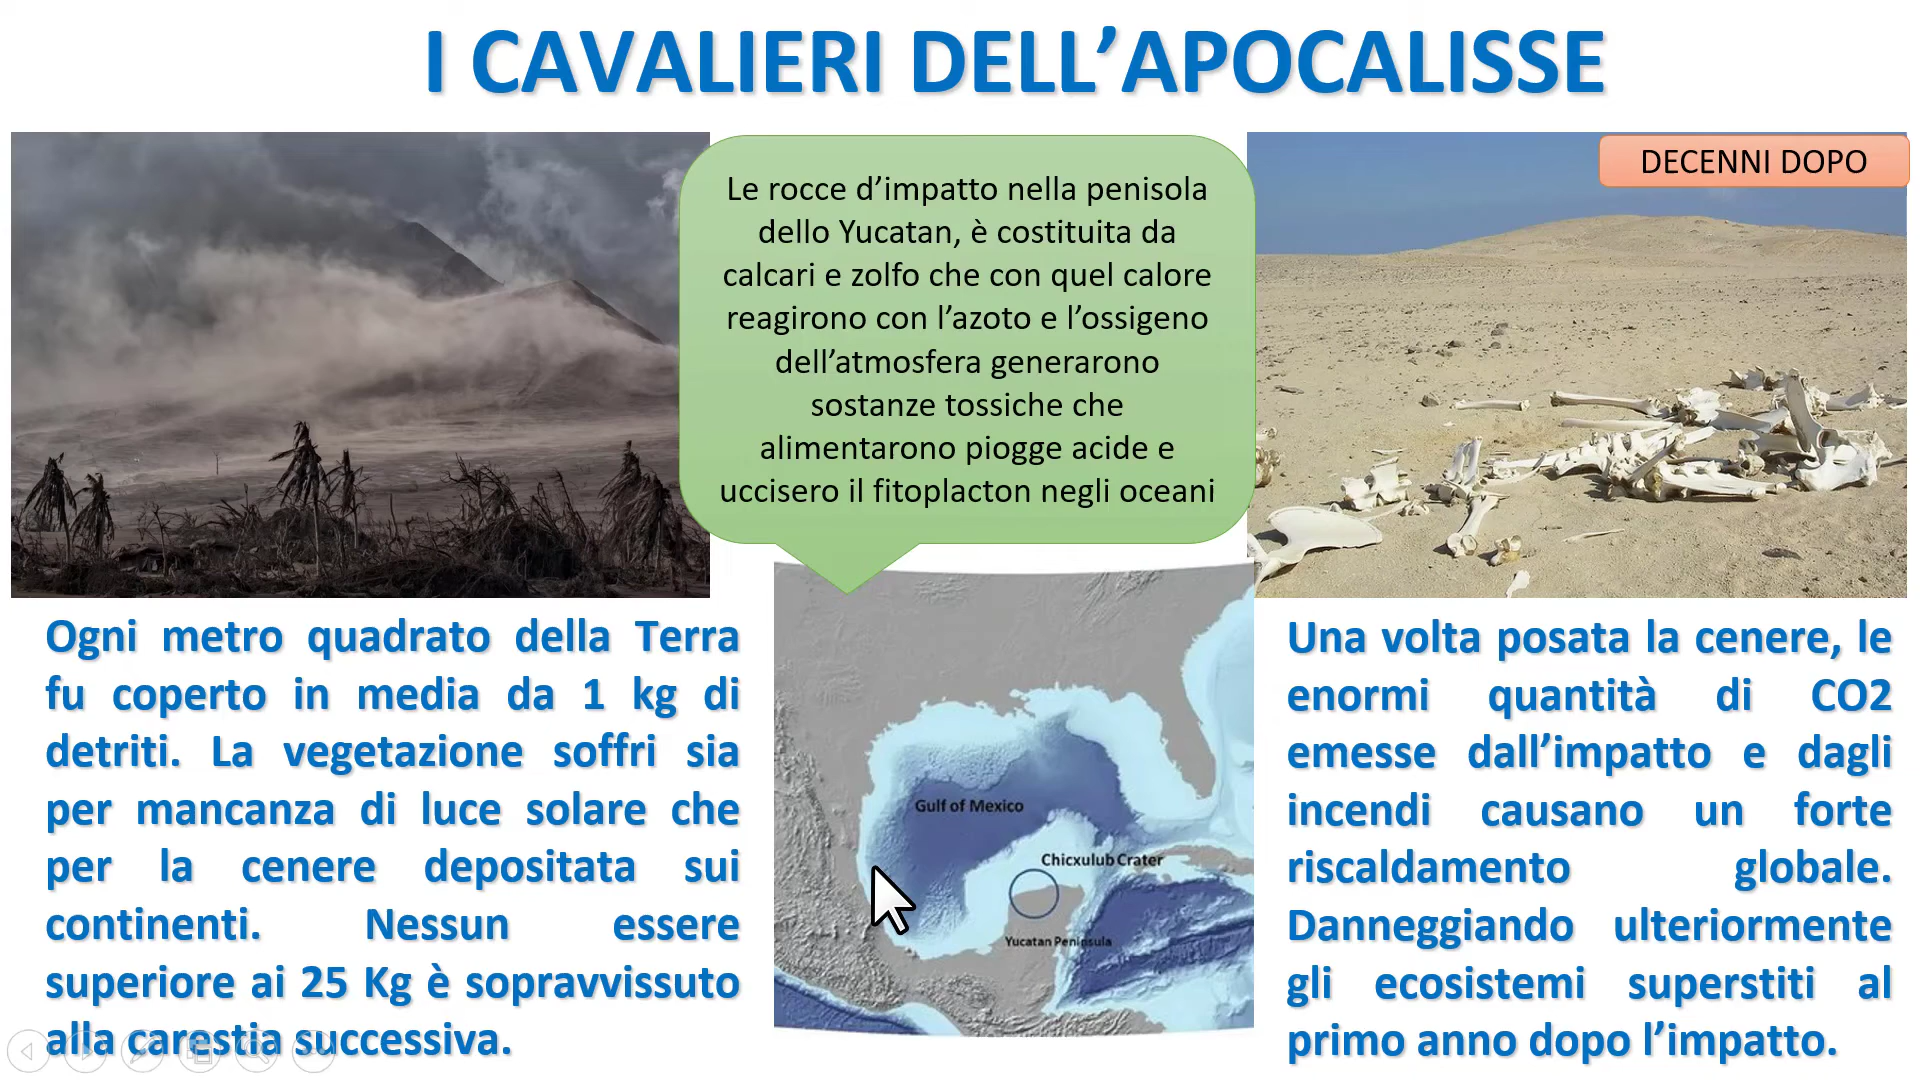 I CAVALIERI DELL’APOCALISSE
Le rocce d’impatto nella penisola
dello Yucatan, è costituita da
calcari e zolfo che con quel calore
reagirono con l’azoto e l’ossigeno
dell’atmosfera generarono
sostanze tossiche che
alimentarono piogge acide e
uccisero il fitoplacton negli oceani
DECENNI DOPO
Ogni metro quadrato della Terra
fu coperto in media da 1 kg di
detriti. La vegetazione soffri sia
per mancanza di luce solare che
per la cenere depositata sui
continenti. Nessun essere
superiore ai 25 Kg è sopravvissuto
alla carestia successiva.
Gulf of Mexico
Chicxulub Crater
Yucatan Peninsula
Una volta posata la cenere, le
enormi quantità di CO2
emesse dall’impatto e dagli
incendi causano un forte
riscaldamento globale.
Danneggiando ulteriormente
gli ecosistemi superstiti al
primo anno dopo l’impatto.